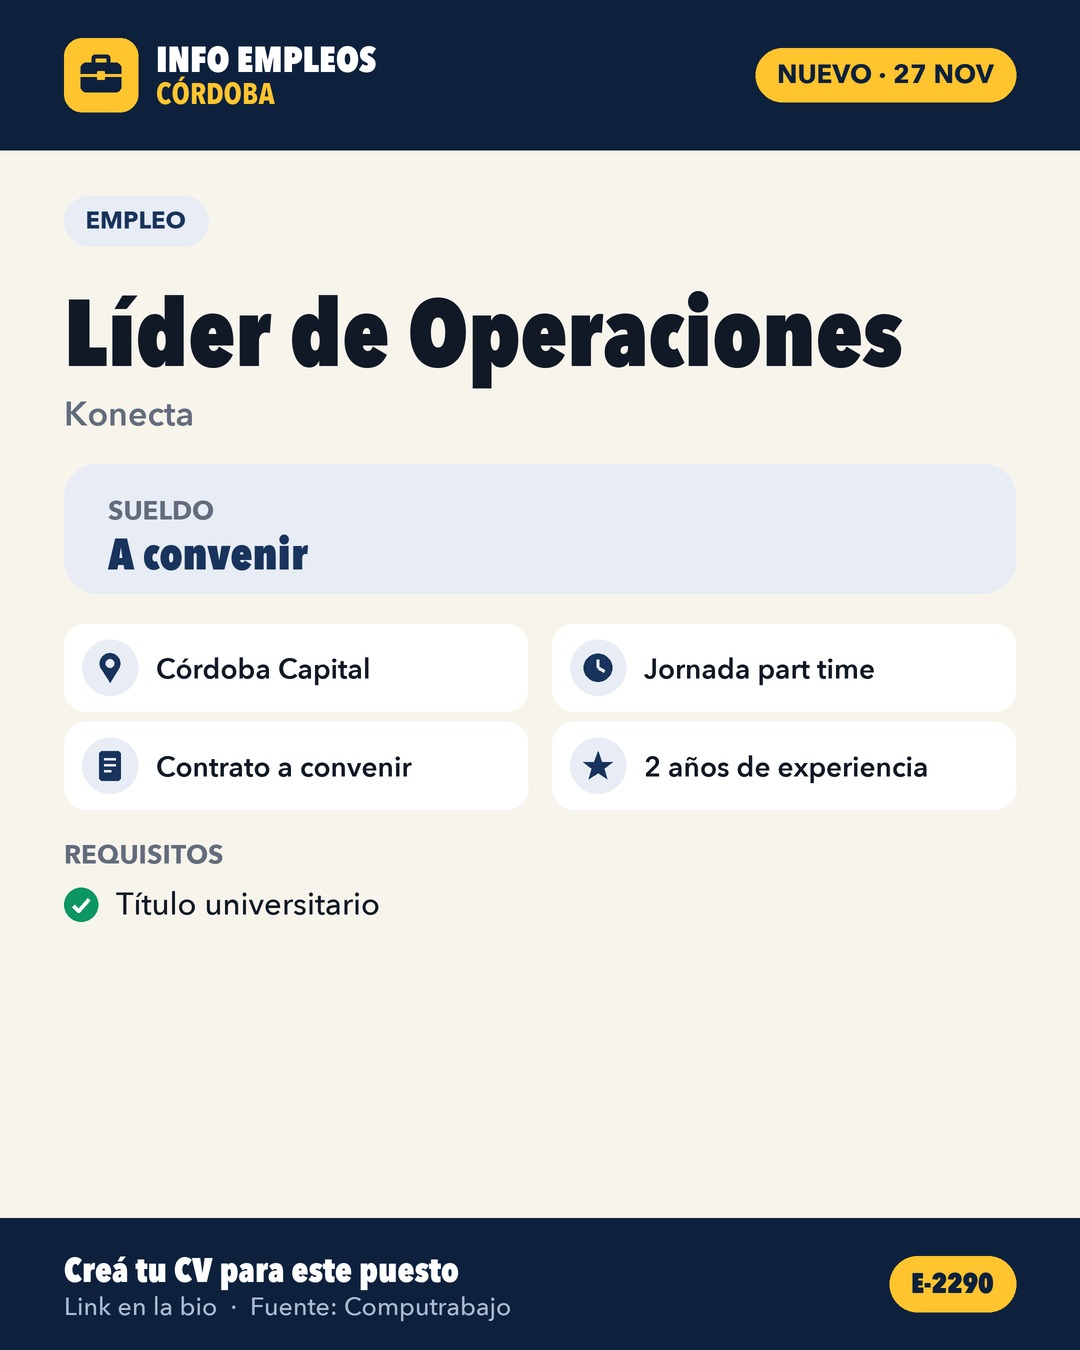 INFO EMPLEOS
CÓRDOBA
NUEVO · 27 NOV
EMPLEO
Líder de Operaciones
Konecta
SUELDO
A convenir
Córdoba Capital
Jornada part time
Contrato a convenir
2 años de experiencia
REQUISITOS
Título universitario
Creá tu CV para este puesto
Link en la bio · Fuente: Computrabajo
E-2290